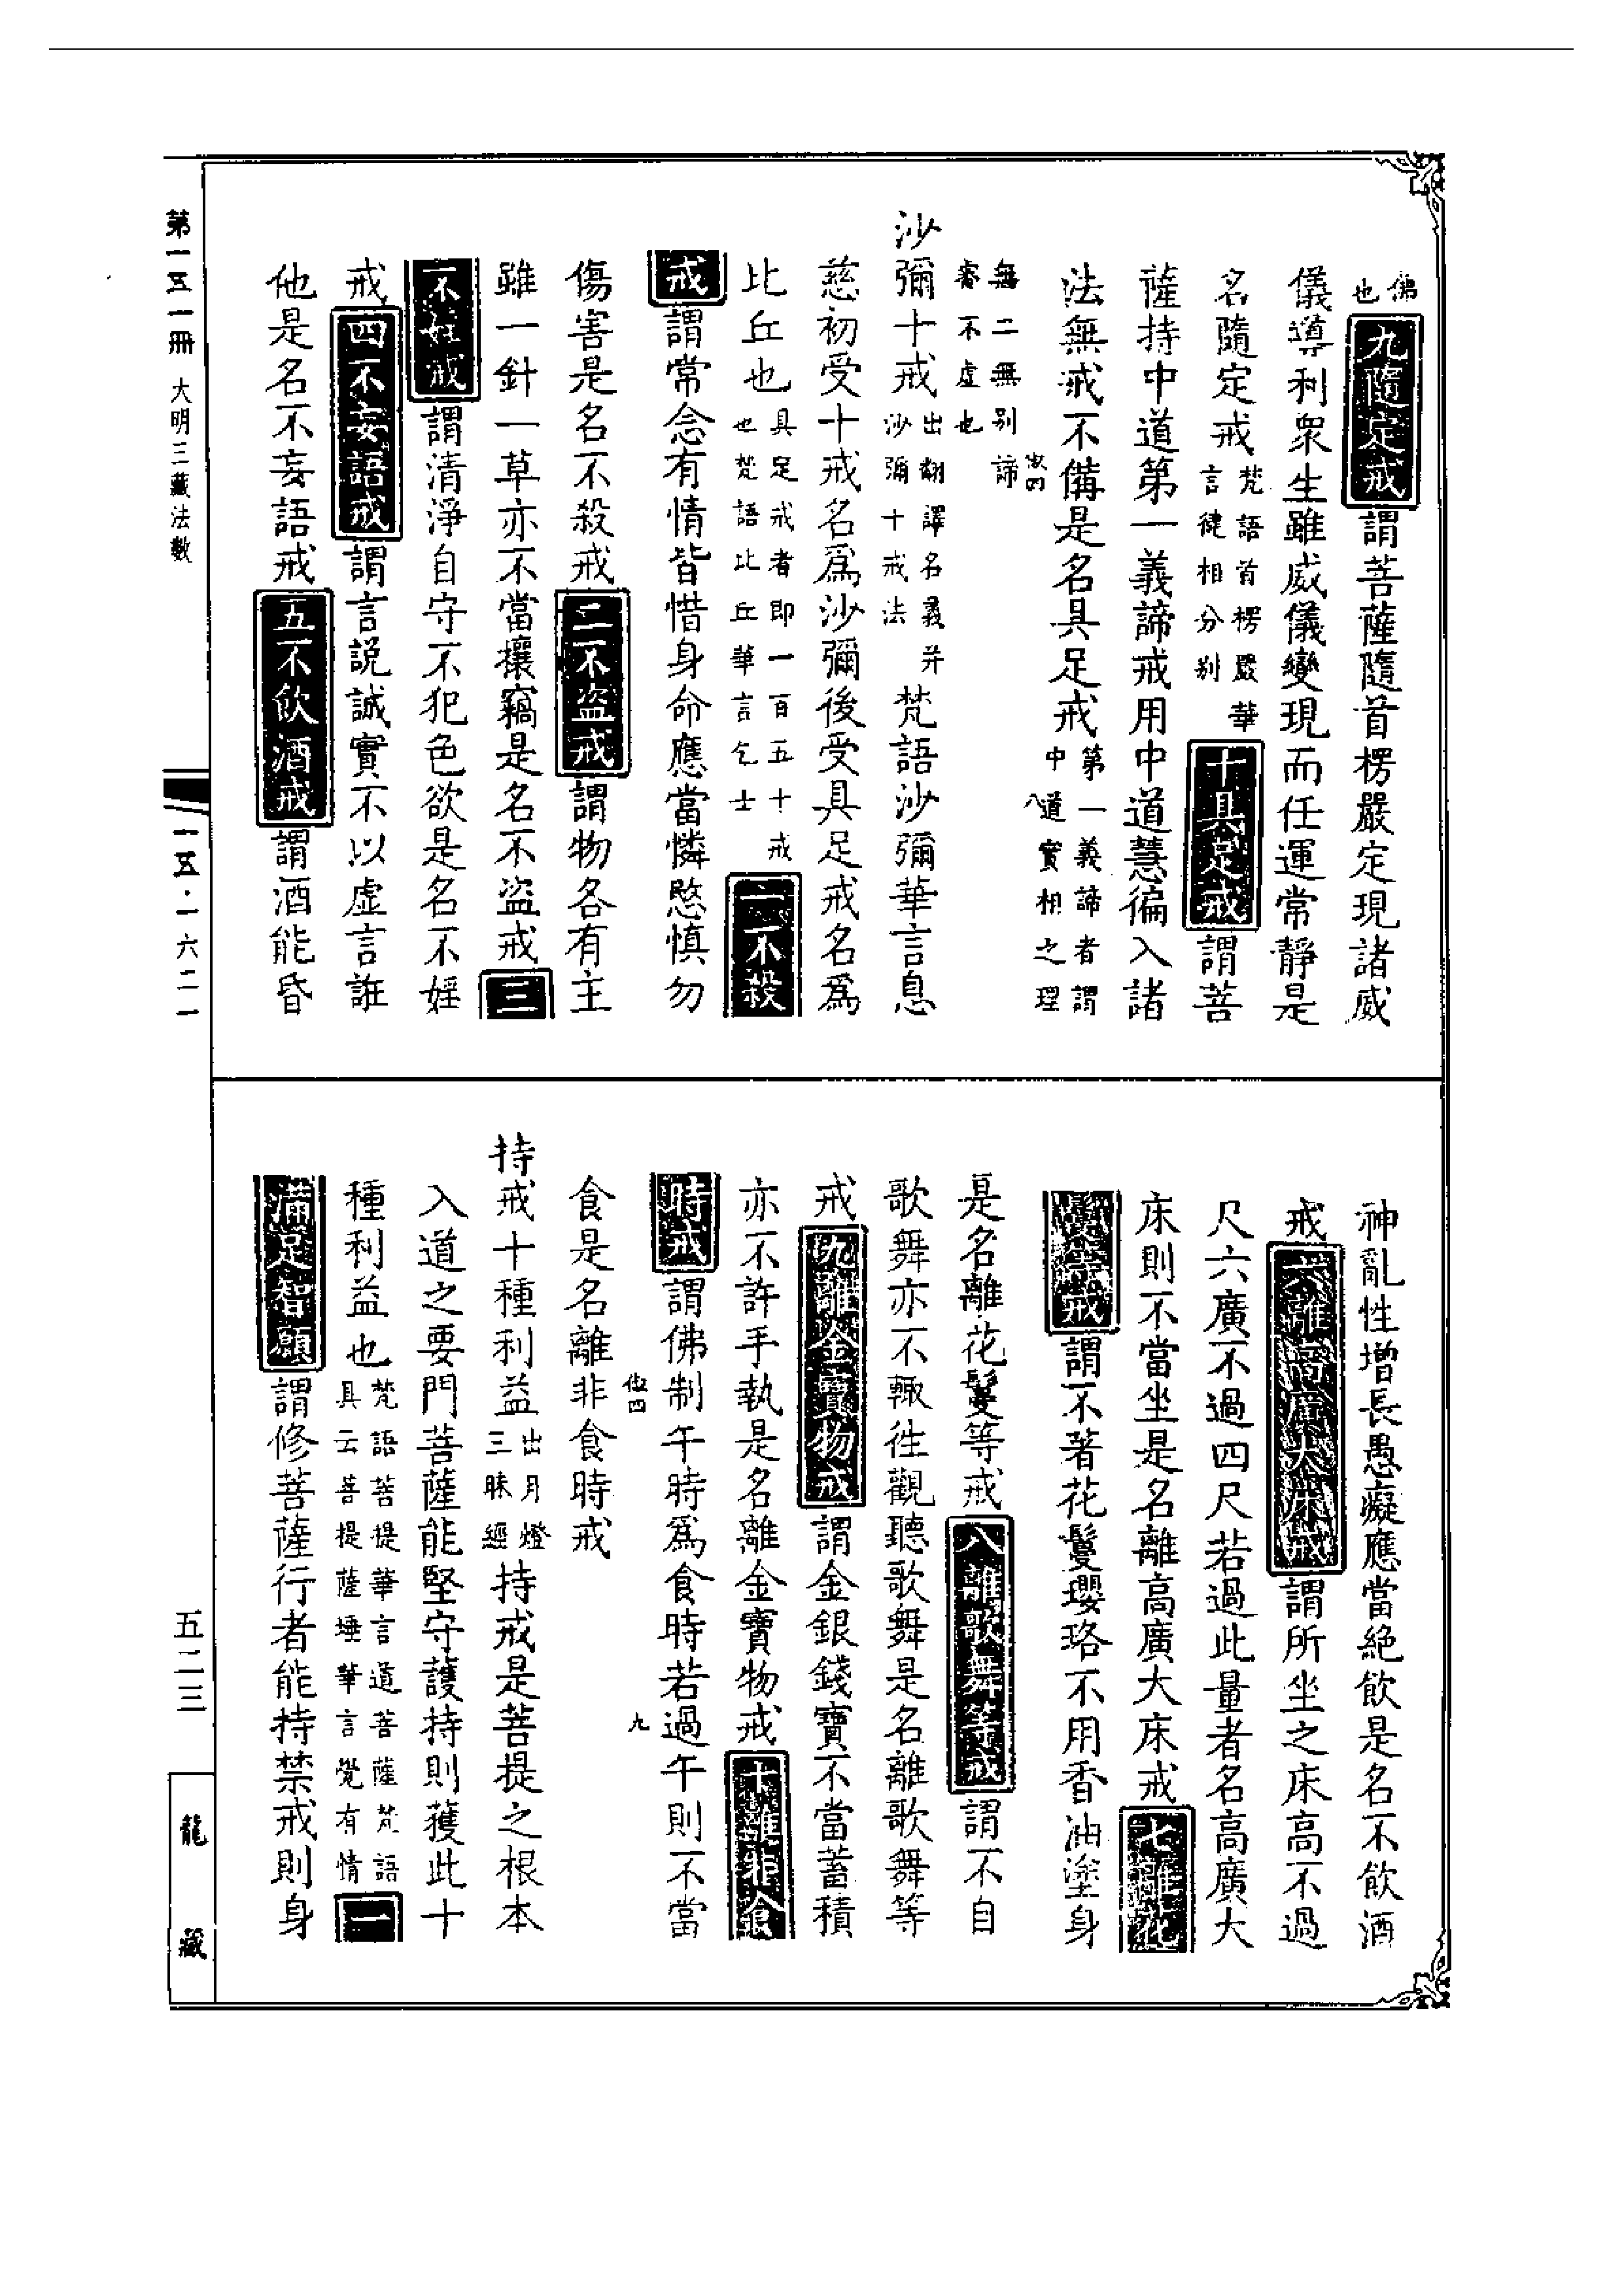 佛也九隨定戒謂菩薩隨首楞嚴定現諸威
儀導利衆生雖威儀變現而任運常靜是
名隨定戒梵語首楞嚴華言徤相分别十具足戒謂菩
薩持中道第一義諦戒用中道慧徧入諸
法無戒不備是名具足戒第一義諦者謂中道實相之理
無二無别諦審不虛也
沙彌十戒出翻譯名義并沙彌十戒法梵語沙彌華言息
慈初受十戒名爲沙彌後受具足戒名爲
比丘也具足戒者即一百五十戒也梵語比丘華言乞士一不殺
戒謂常念有情皆惜身命應當憐愍慎勿
傷害是名不殺戒二不盗戒謂物各有主
雖一針一草亦不當攘竊是名不盗戒三
不婬戒謂清淨自守不犯色欲是名不婬
戒四不妄語戒謂言説誠實不以虛言誑
他是名不妄語戒五不飲酒戒謂酒能昏
神亂性增長愚癡應當絶飲是名不飲酒
戒六離高廣大床戒謂所坐之床高不過
尺六廣不過四尺若過此量者名高廣大
床則不當坐是名離高廣大床戒七離花
鬘等戒謂不著花鬘瓔珞不用香油塗身
是名離花鬘等戒八離歌舞等戒謂不自
歌舞亦不輙徃觀聽歌舞是名離歌舞等
戒九離金寶物戒謂金銀錢寶不當蓄積
亦不許手執是名離金寶物戒十離非食
時戒謂佛制午時爲食時若過午則不當
食是名離非食時戒
持戒十種利益出月燈三昧經持戒是菩提之根本
入道之要門菩薩能堅守護持則獲此十
種利益也梵語菩提華言道菩薩梵語具云菩提薩埵華言覺有情一
滿足智願謂修菩薩行者能持禁戒則身
第一五一冊 大明三藏法數
一五·一六二一
五二三
龍藏